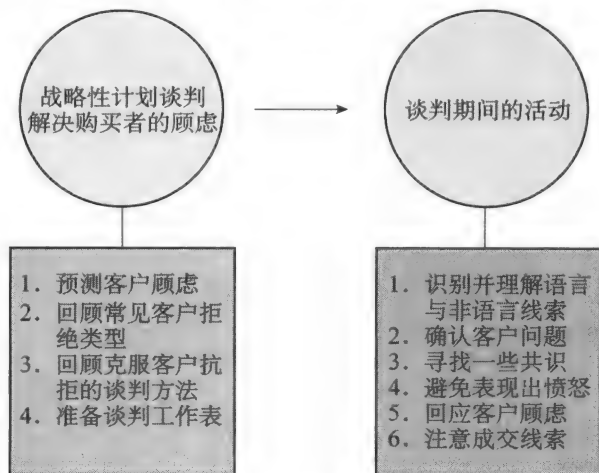 战略性计划谈判
解决购买者的顾虑
谈判期间的活动
1. 预测客户顾虑
2. 回顾常见客户拒
绝类型
3. 回顾克服客户抗
拒的谈判方法
4. 准备谈判工作表
1. 识别并理解语言
与非语言线索
2. 确认客户问题
3. 寻找一些共识
4. 避免表现出愤怒
5. 回应客户顾虑
6. 注意成交线索